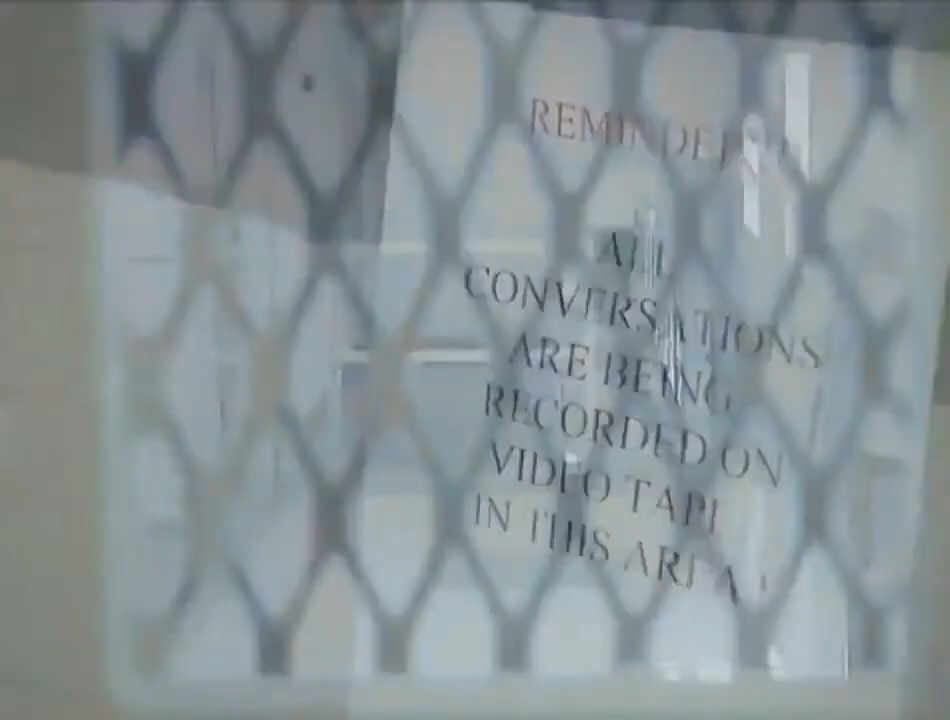 REMINDER!!
ALL
CONVERSATIONS
ARE BEING
RECORDED ON
VIDEO TAPE
IN THIS AREA!